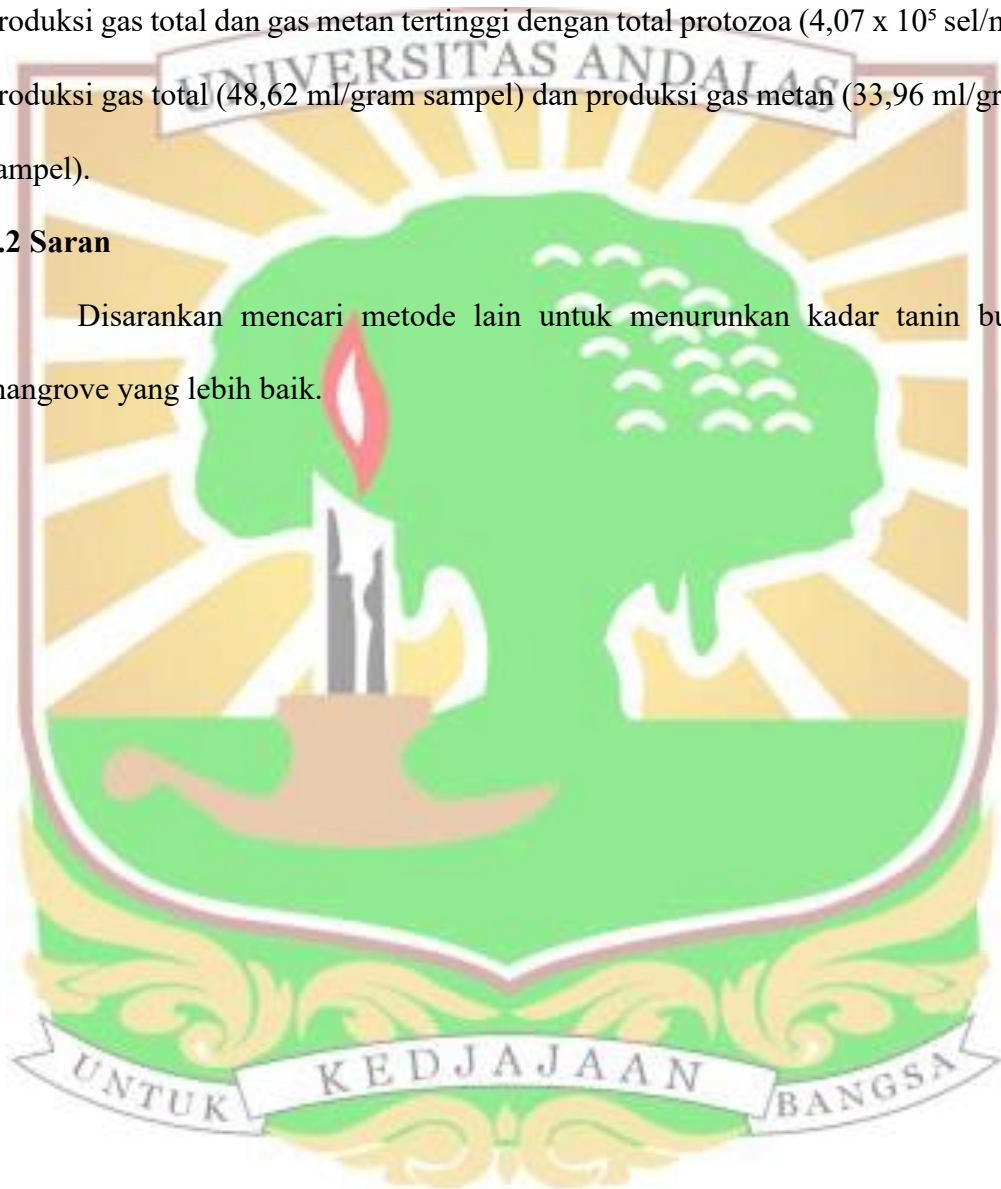 roduksi gas total dan gas metan tertinggi dengan total protozoa (4,07 x 10⁵ sel/m
UNIVERSITAS ANDALAS
roduksi gas total (48,62 ml/gram sampel) dan produksi gas metan (33,96 ml/gr
ampel).
.2 Saran
Disarankan mencari metode lain untuk menurunkan kadar tanin bu
nangrove yang lebih baik.
UNTUK KEDJAJAAN BANGSA